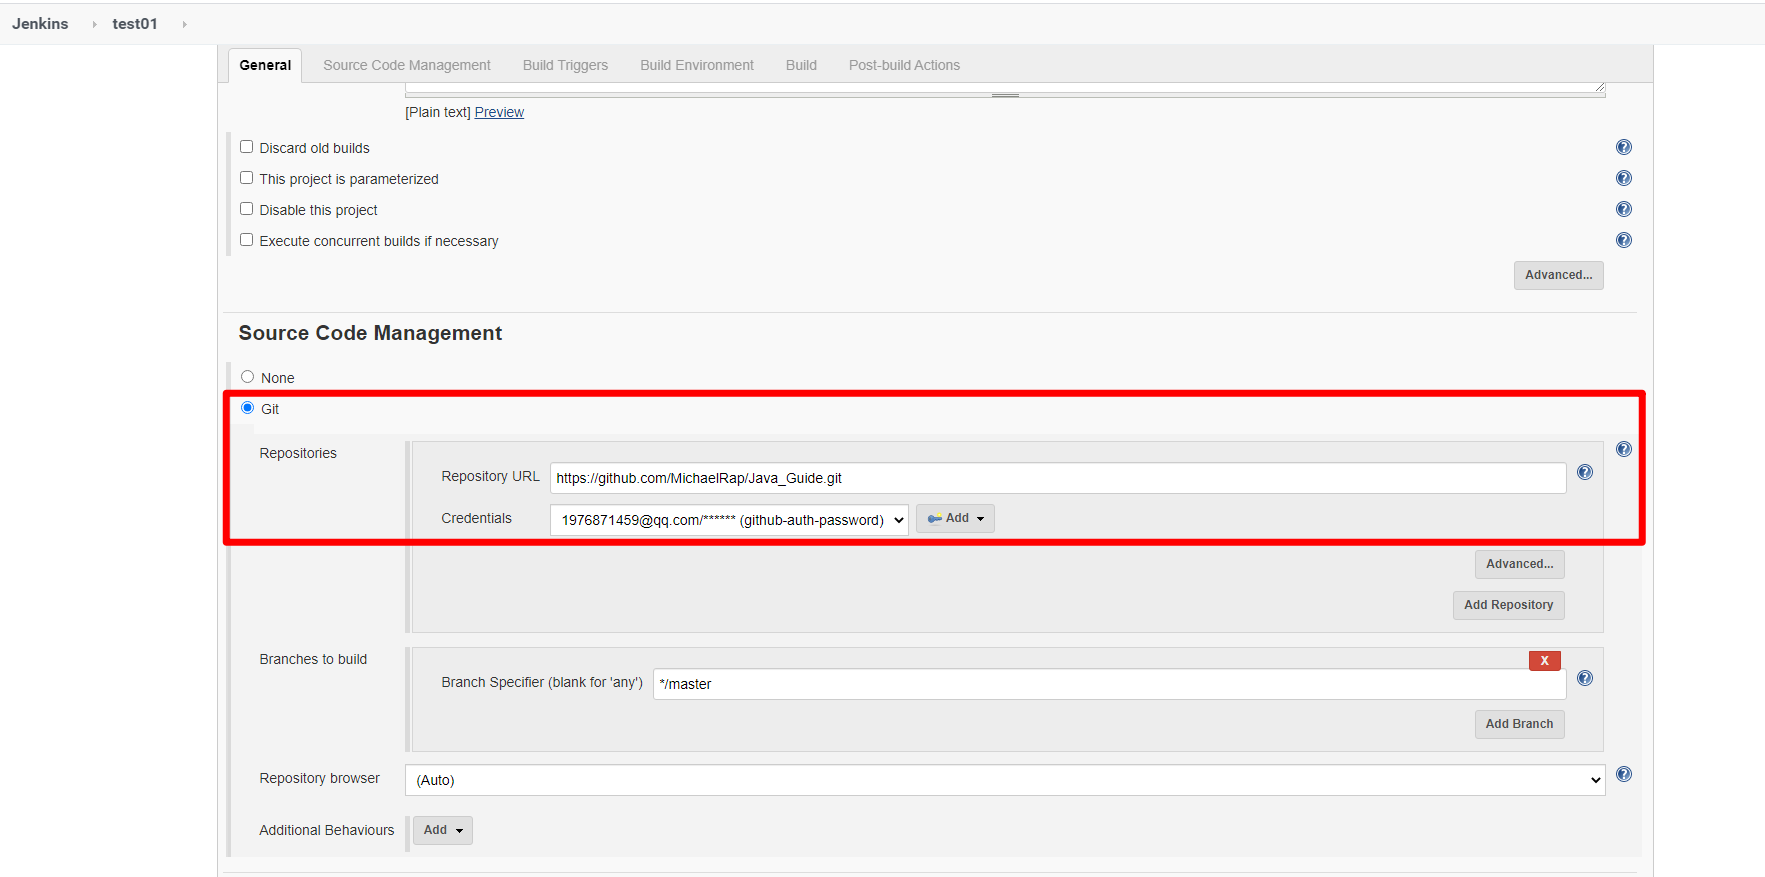 Jenkins test01
General Source Code Management Build Triggers Build Environment Build Post-build Actions
[Plain text] Preview
Discard old builds
This project is parameterized
Disable this project
Execute concurrent builds if necessary
Advanced...
Source Code Management
None
Git
Repositories
Repository URL https://github.com/MichaelRap/Java_Guide.git
Credentials 1976871459@qq.com/****** (github-auth-password) Add
Advanced...
Add Repository
Branches to build
X
Branch Specifier (blank for 'any') */master
Add Branch
Repository browser (Auto)
Additional Behaviours Add